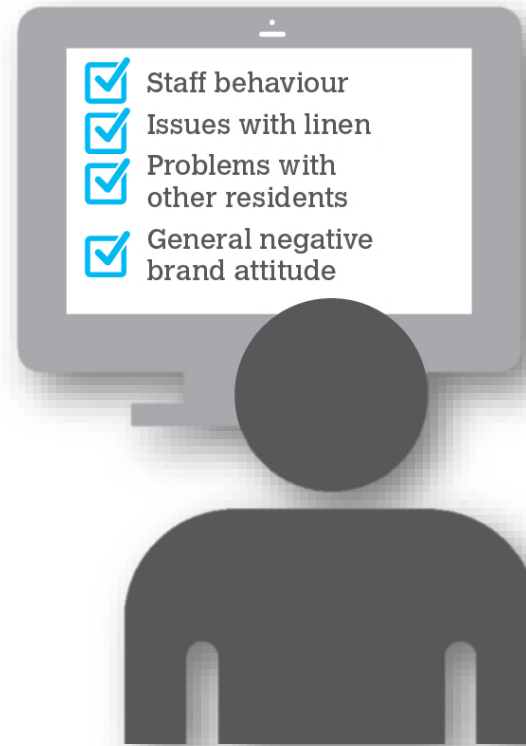 Staff behaviour
Issues with linen
Problems with
other residents
General negative
brand attitude